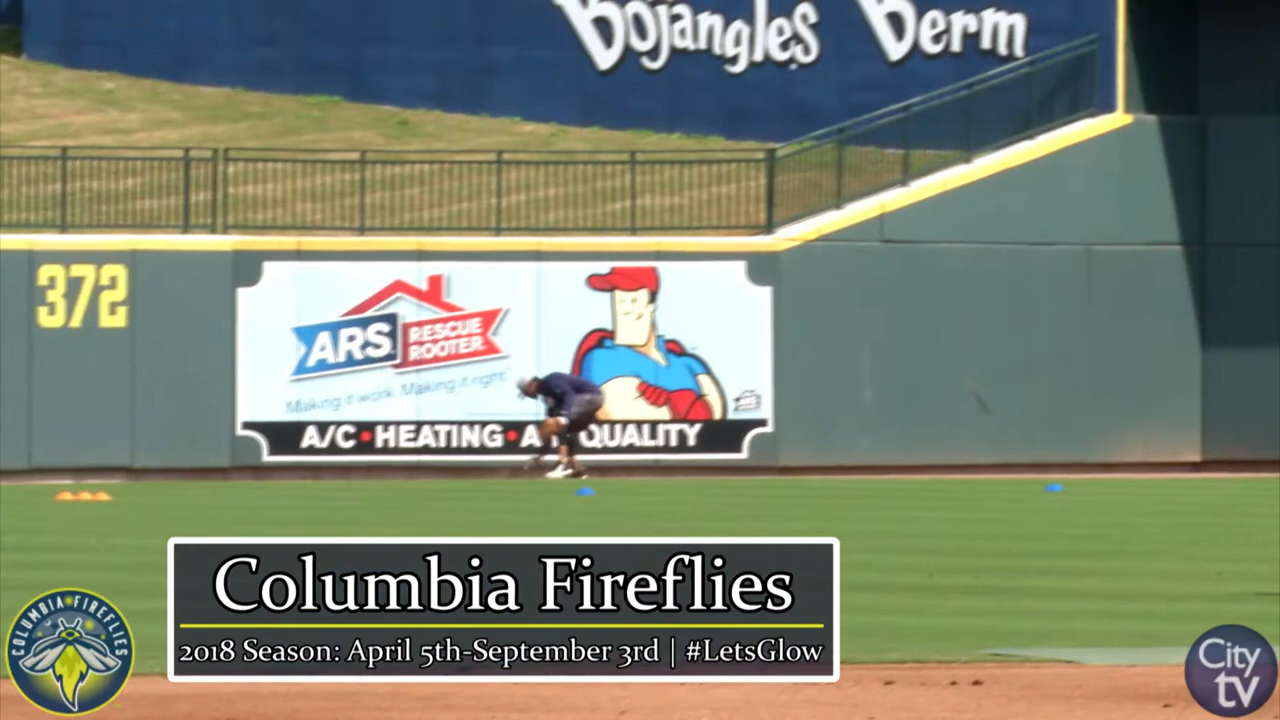 Bojangles Berm
372
ARS
RESCUE
ROOTER
Making it work. Making it right.
A/C • HEATING • A QUALITY
ARS
Columbia Fireflies
2018 Season: April 5th-September 3rd | #LetsGlow
COLUMBIA • FIREFLIES
City
tv